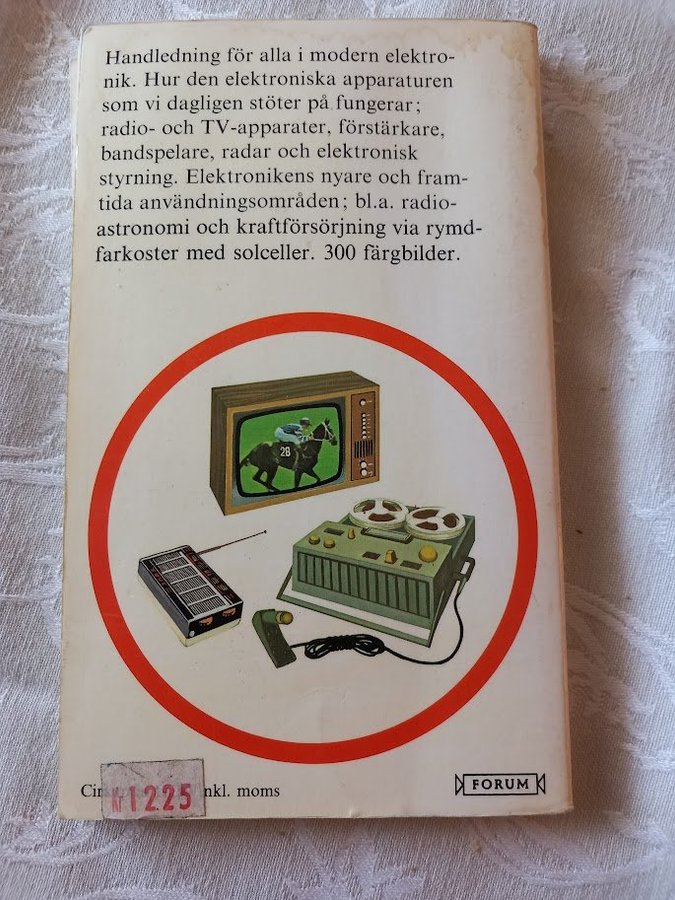 Handledning för alla i modern elektro-
nik. Hur den elektroniska apparaturen
som vi dagligen stöter på fungerar;
radio- och TV-apparater, förstärkare,
bandspelare, radar och elektronisk
styrning. Elektronikens nyare och fram-
tida användningsområden; bl.a. radio-
astronomi och kraftförsörjning via rymd-
farkoster med solceller. 300 färgbilder.
28
Kr 1225 inkl. moms
FORUM